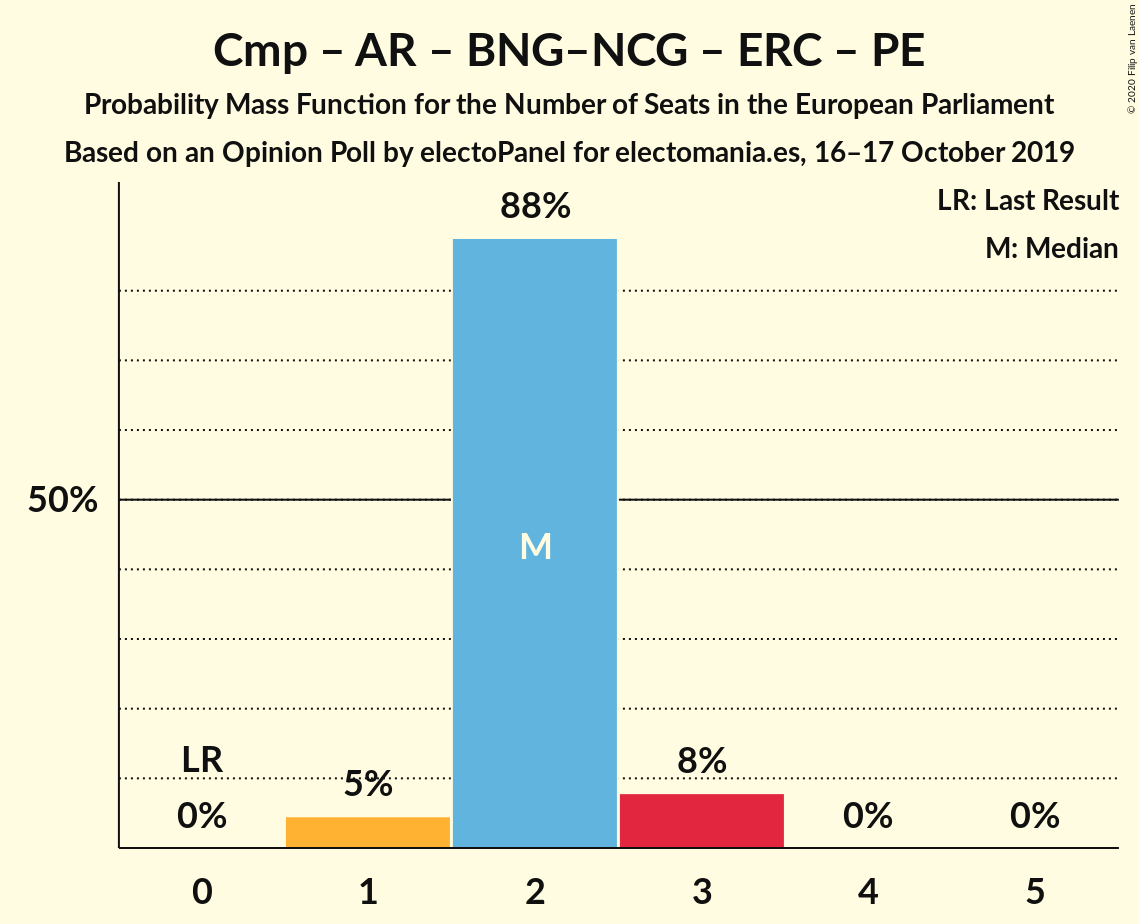 Cmp – AR – BNG–NCG – ERC – PE
Probability Mass Function for the Number of Seats in the European Parliament
Based on an Opinion Poll by electoPanel for electomania.es, 16–17 October 2019
© 2020 Filip van Laenen
LR: Last Result
M: Median
88%
50%
M
LR
0%
5%
8%
0%
0%
0
1
2
3
4
5